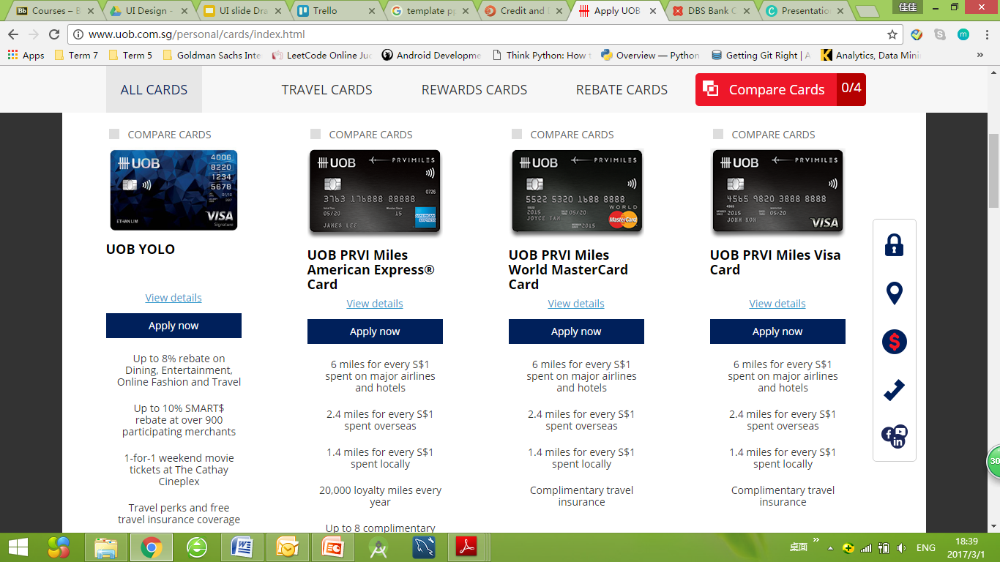 Courses – B
UI Design -
UI slide Dra
Trello
template pp
Credit and D
Apply UOB
DBS Bank C
Presentatio
佳佳
www.uob.com.sg/personal/cards/index.html
Apps
Term 7
Term 5
Goldman Sachs Inte
LeetCode Online Juc
Android Developme
Think Python: How t
Overview — Python
Getting Git Right | A
Analytics, Data Mini
»
ALL CARDS
TRAVEL CARDS
REWARDS CARDS
REBATE CARDS
Compare Cards 0/4
COMPARE CARDS
COMPARE CARDS
COMPARE CARDS
COMPARE CARDS
UOB
4006
8220
1234
5678
ETHAN LIM
VISA
Signature
UOB PRVIMILES
3763 176888 88888
0726
05/20
15
JAMES LEE
AMERICAN EXPRESS
UOB PRVIMILES
5522 5320 1688 8888
WORLD
2015 05/20
JOYCE TAN
2015
MasterCard
UOB PRVIMILES
4565 9820 3888 8888
4565
2015 05/20
JOHN KOH
VISA
UOB YOLO
View details
Apply now
Up to 8% rebate on
Dining, Entertainment,
Online Fashion and Travel
Up to 10% SMART$
rebate at over 900
participating merchants
1-for-1 weekend movie
tickets at The Cathay
Cineplex
Travel perks and free
travel insurance coverage
UOB PRVI Miles
American Express®
Card
View details
Apply now
6 miles for every S$1
spent on major airlines
and hotels
2.4 miles for every S$1
spent overseas
1.4 miles for every S$1
spent locally
20,000 loyalty miles every
year
Up to 8 complimentary
UOB PRVI Miles
World MasterCard
Card
View details
Apply now
6 miles for every S$1
spent on major airlines
and hotels
2.4 miles for every S$1
spent overseas
1.4 miles for every S$1
spent locally
Complimentary travel
insurance
UOB PRVI Miles Visa
Card
View details
Apply now
6 miles for every S$1
spent on major airlines
and hotels
2.4 miles for every S$1
spent overseas
1.4 miles for every S$1
spent locally
Complimentary travel
insurance
30
桌面
»
ENG
18:39
2017/3/1